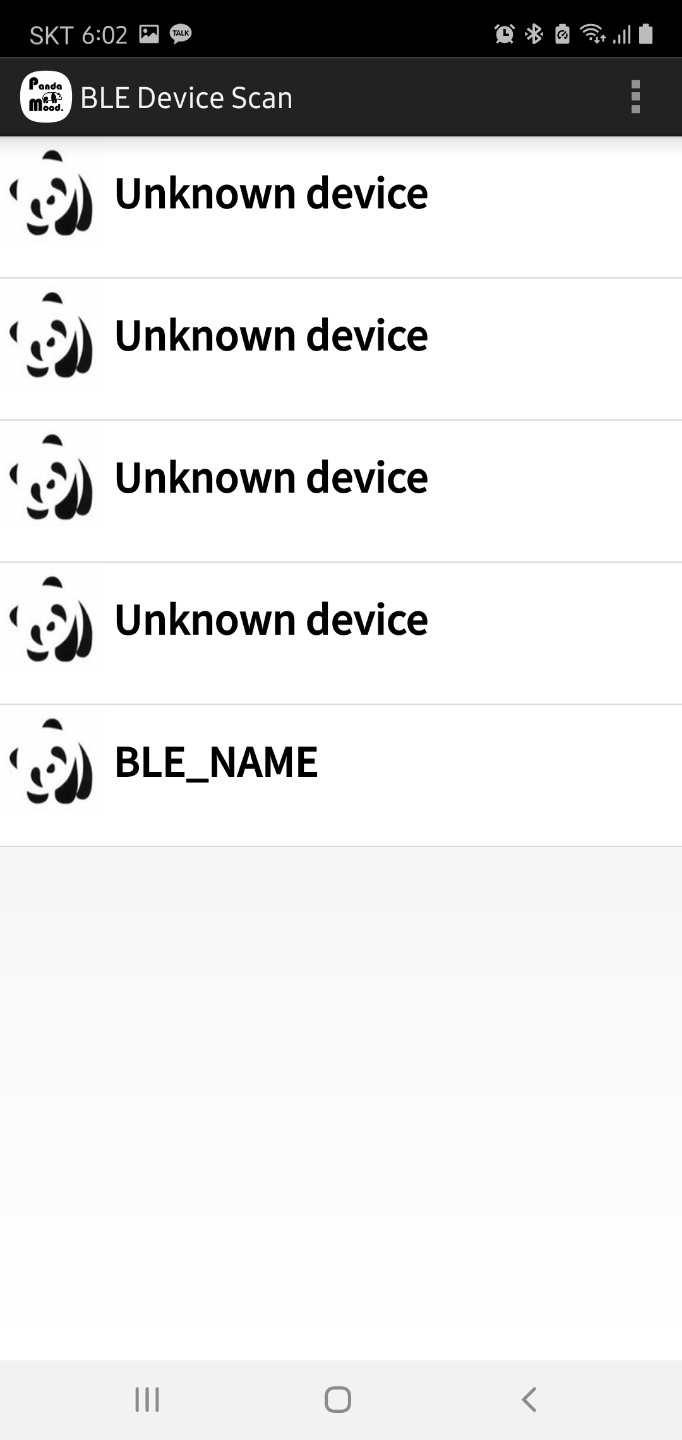 SKT 6:02 TALK
Panda
Mood.
BLE Device Scan
Unknown device
Unknown device
Unknown device
Unknown device
BLE_NAME